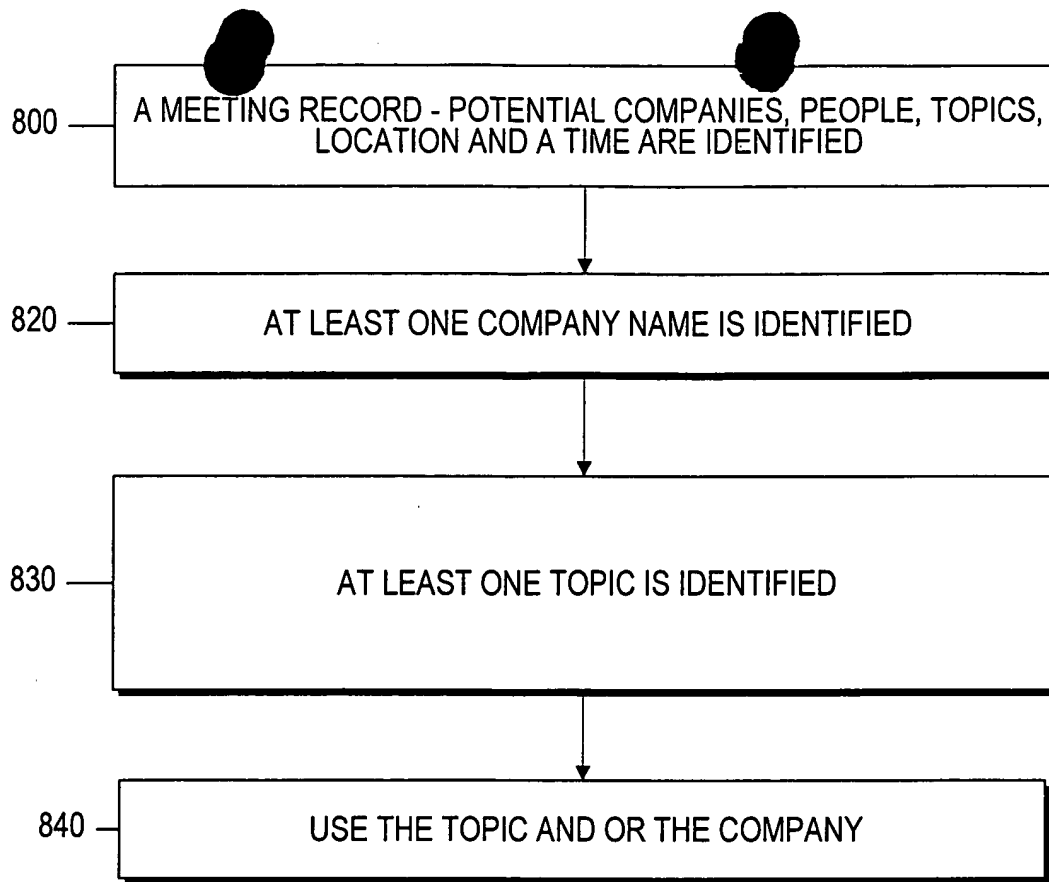 800
A MEETING RECORD - POTENTIAL COMPANIES, PEOPLE, TOPICS,
LOCATION AND A TIME ARE IDENTIFIED
820
AT LEAST ONE COMPANY NAME IS IDENTIFIED
830
AT LEAST ONE TOPIC IS IDENTIFIED
840
USE THE TOPIC AND OR THE COMPANY